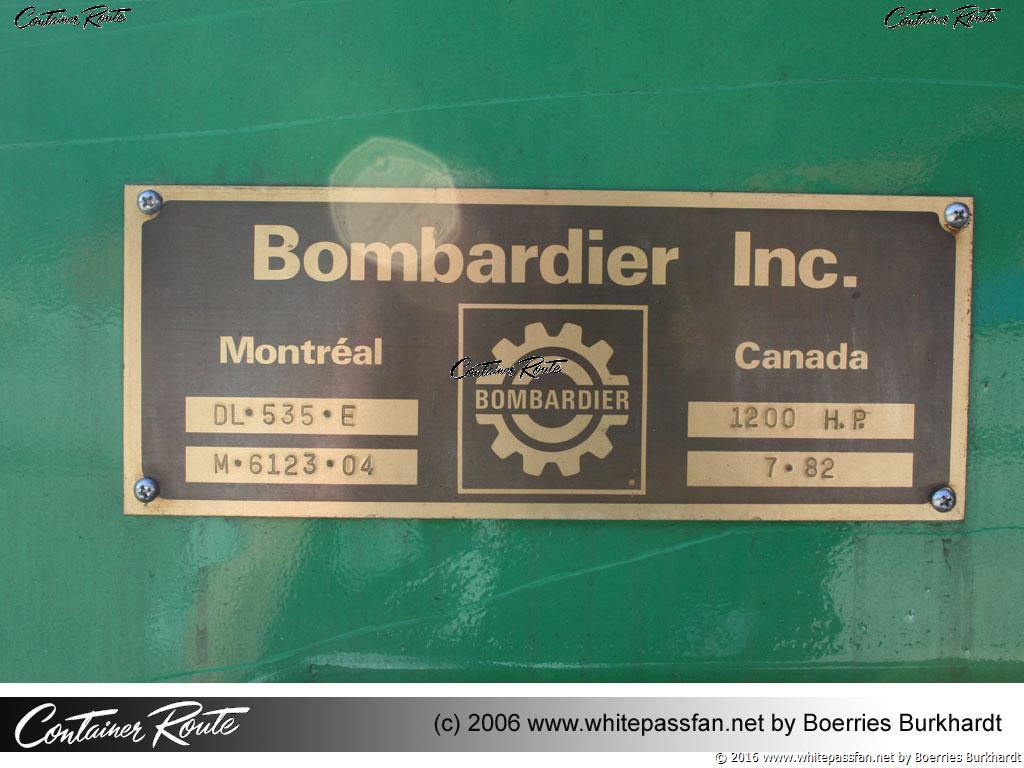 Container Route Container Route
Bombardier Inc.
Montréal Canada
Container Route
BOMBARDIER
DL•535•E 1200 H.P.
M•6123•04 7•82
Container Route (c) 2006 www.whitepassfan.net by Boerries Burkhardt
© 2016 www.whitepassfan.net by Boerries Burkhardt